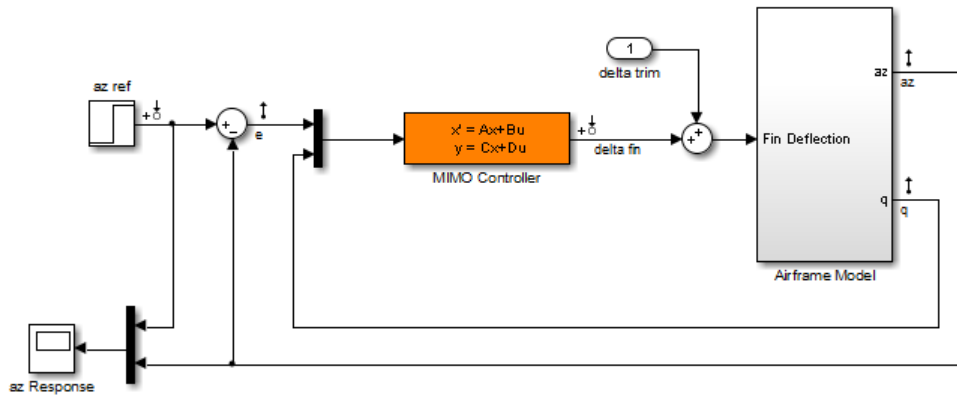 az ref
+
+
−
e
x' = Ax+Bu
y = Cx+Du
MIMO Controller
+
delta fin
1
delta trim
+
+
Fin Deflection
az
q
Airframe Model
az
q
az Response